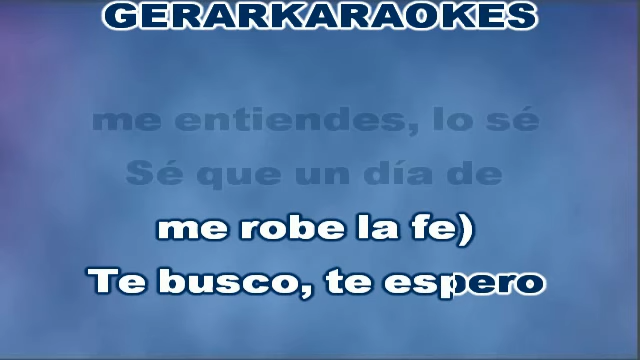 GERARKARAOKES
me entiendes, lo sé
Sé que un día de
me robe la fe)
Te busco, te espero